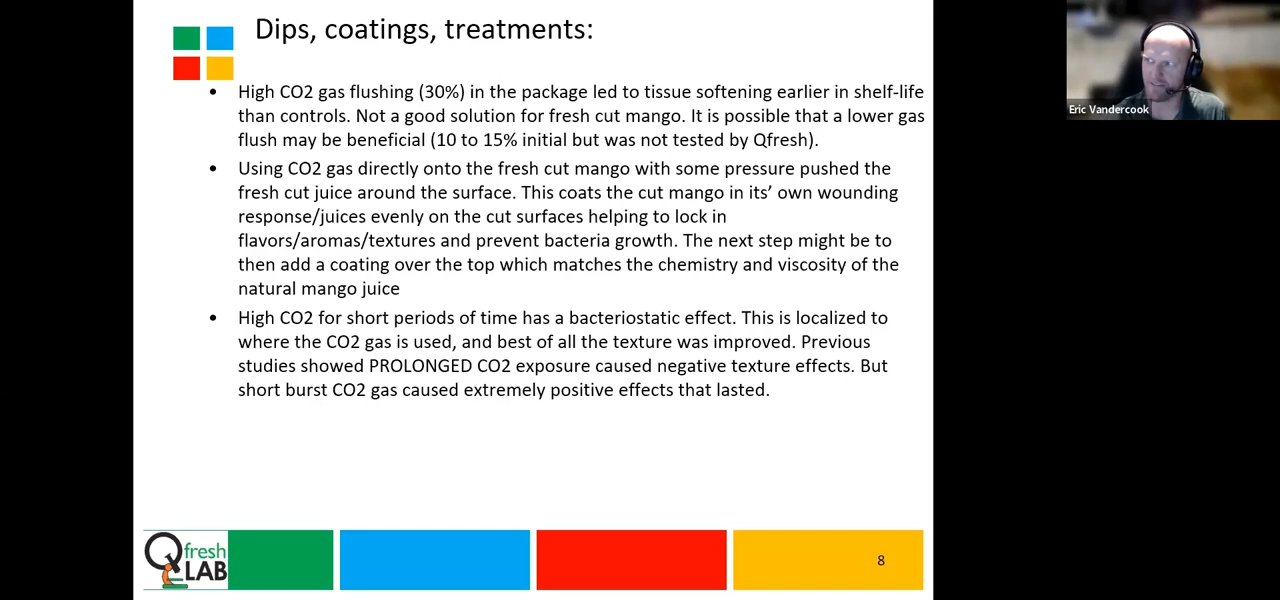 Dips, coatings, treatments:
• High CO2 gas flushing (30%) in the package led to tissue softening earlier in shelf-life
than controls. Not a good solution for fresh cut mango. It is possible that a lower gas
flush may be beneficial (10 to 15% initial but was not tested by Qfresh).
• Using CO2 gas directly onto the fresh cut mango with some pressure pushed the
fresh cut juice around the surface. This coats the cut mango in its’ own wounding
response/juices evenly on the cut surfaces helping to lock in
flavors/aromas/textures and prevent bacteria growth. The next step might be to
then add a coating over the top which matches the chemistry and viscosity of the
natural mango juice
• High CO2 for short periods of time has a bacteriostatic effect. This is localized to
where the CO2 gas is used, and best of all the texture was improved. Previous
studies showed PROLONGED CO2 exposure caused negative texture effects. But
short burst CO2 gas caused extremely positive effects that lasted.
Qfresh
LAB
8
Eric Vandercook